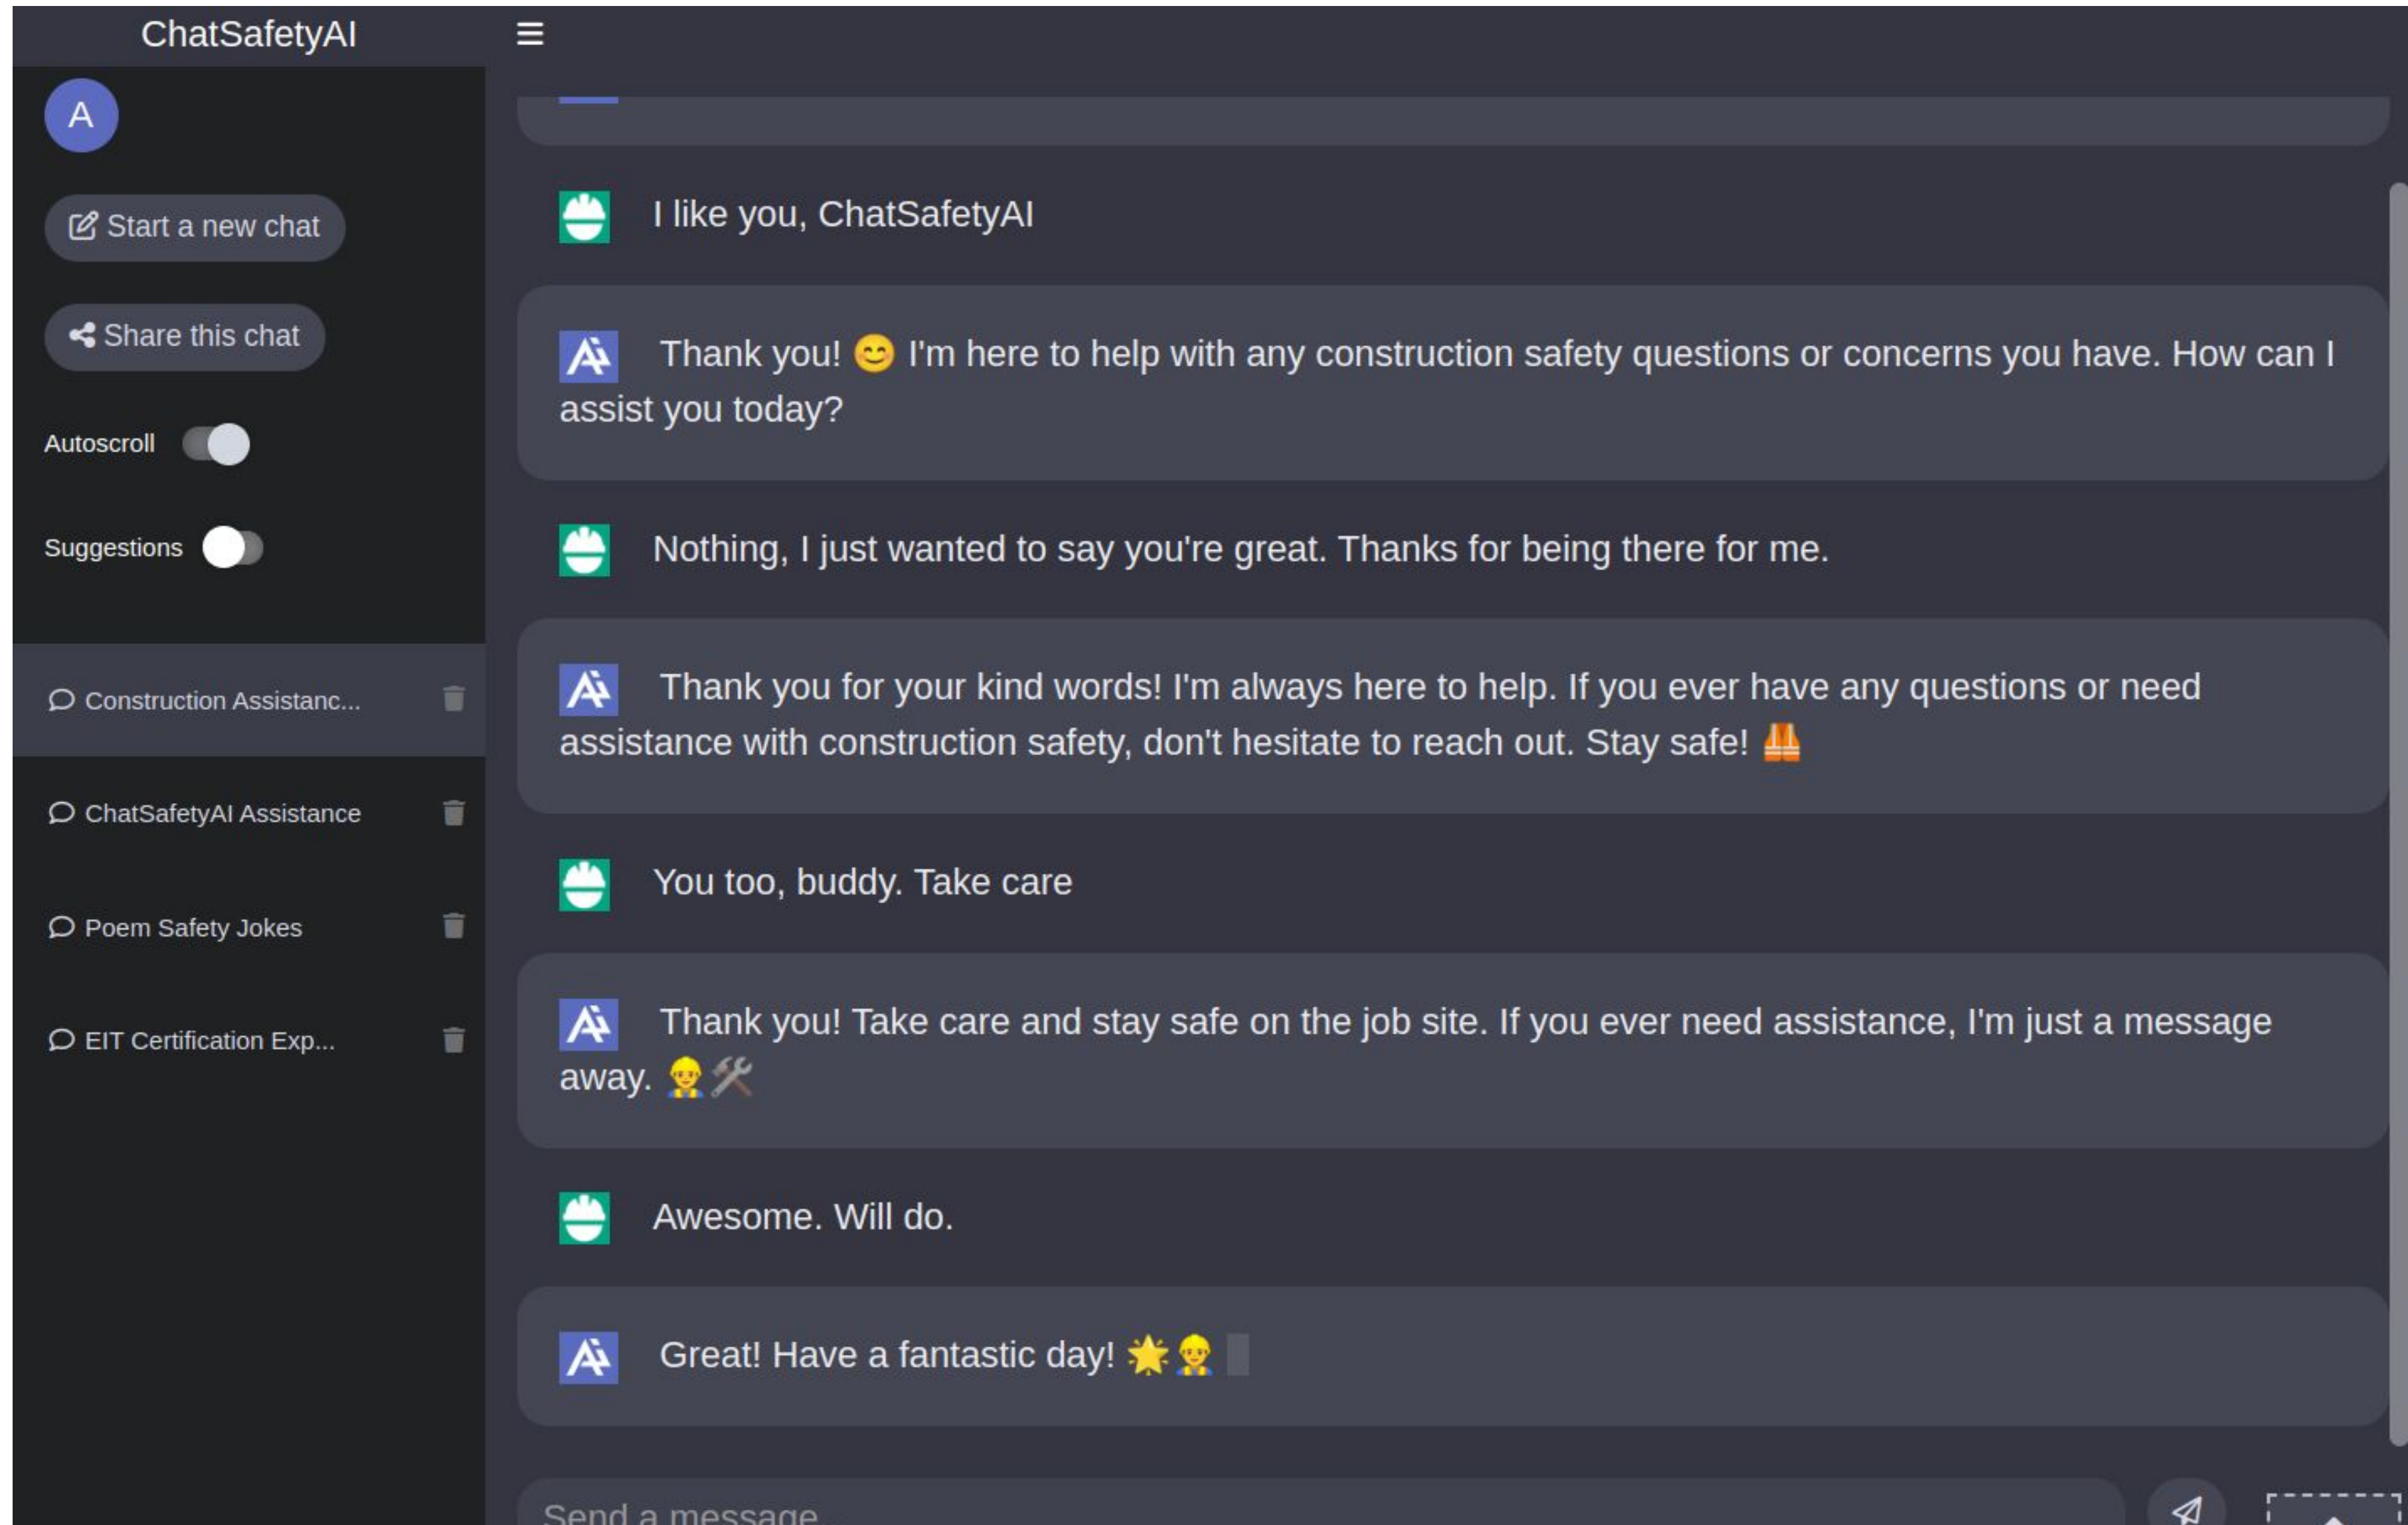 ChatSafetyAI
A
Start a new chat
Share this chat
Autoscroll
Suggestions
Construction Assistanc...
ChatSafetyAI Assistance
Poem Safety Jokes
EIT Certification Exp...
I like you, ChatSafetyAI
Thank you! 😊 I'm here to help with any construction safety questions or concerns you have. How can I
assist you today?
Nothing, I just wanted to say you're great. Thanks for being there for me.
Thank you for your kind words! I'm always here to help. If you ever have any questions or need
assistance with construction safety, don't hesitate to reach out. Stay safe! 🦺
You too, buddy. Take care
Thank you! Take care and stay safe on the job site. If you ever need assistance, I'm just a message
away. 👷🛠️
Awesome. Will do.
Great! Have a fantastic day! 🌟👷
Send a message